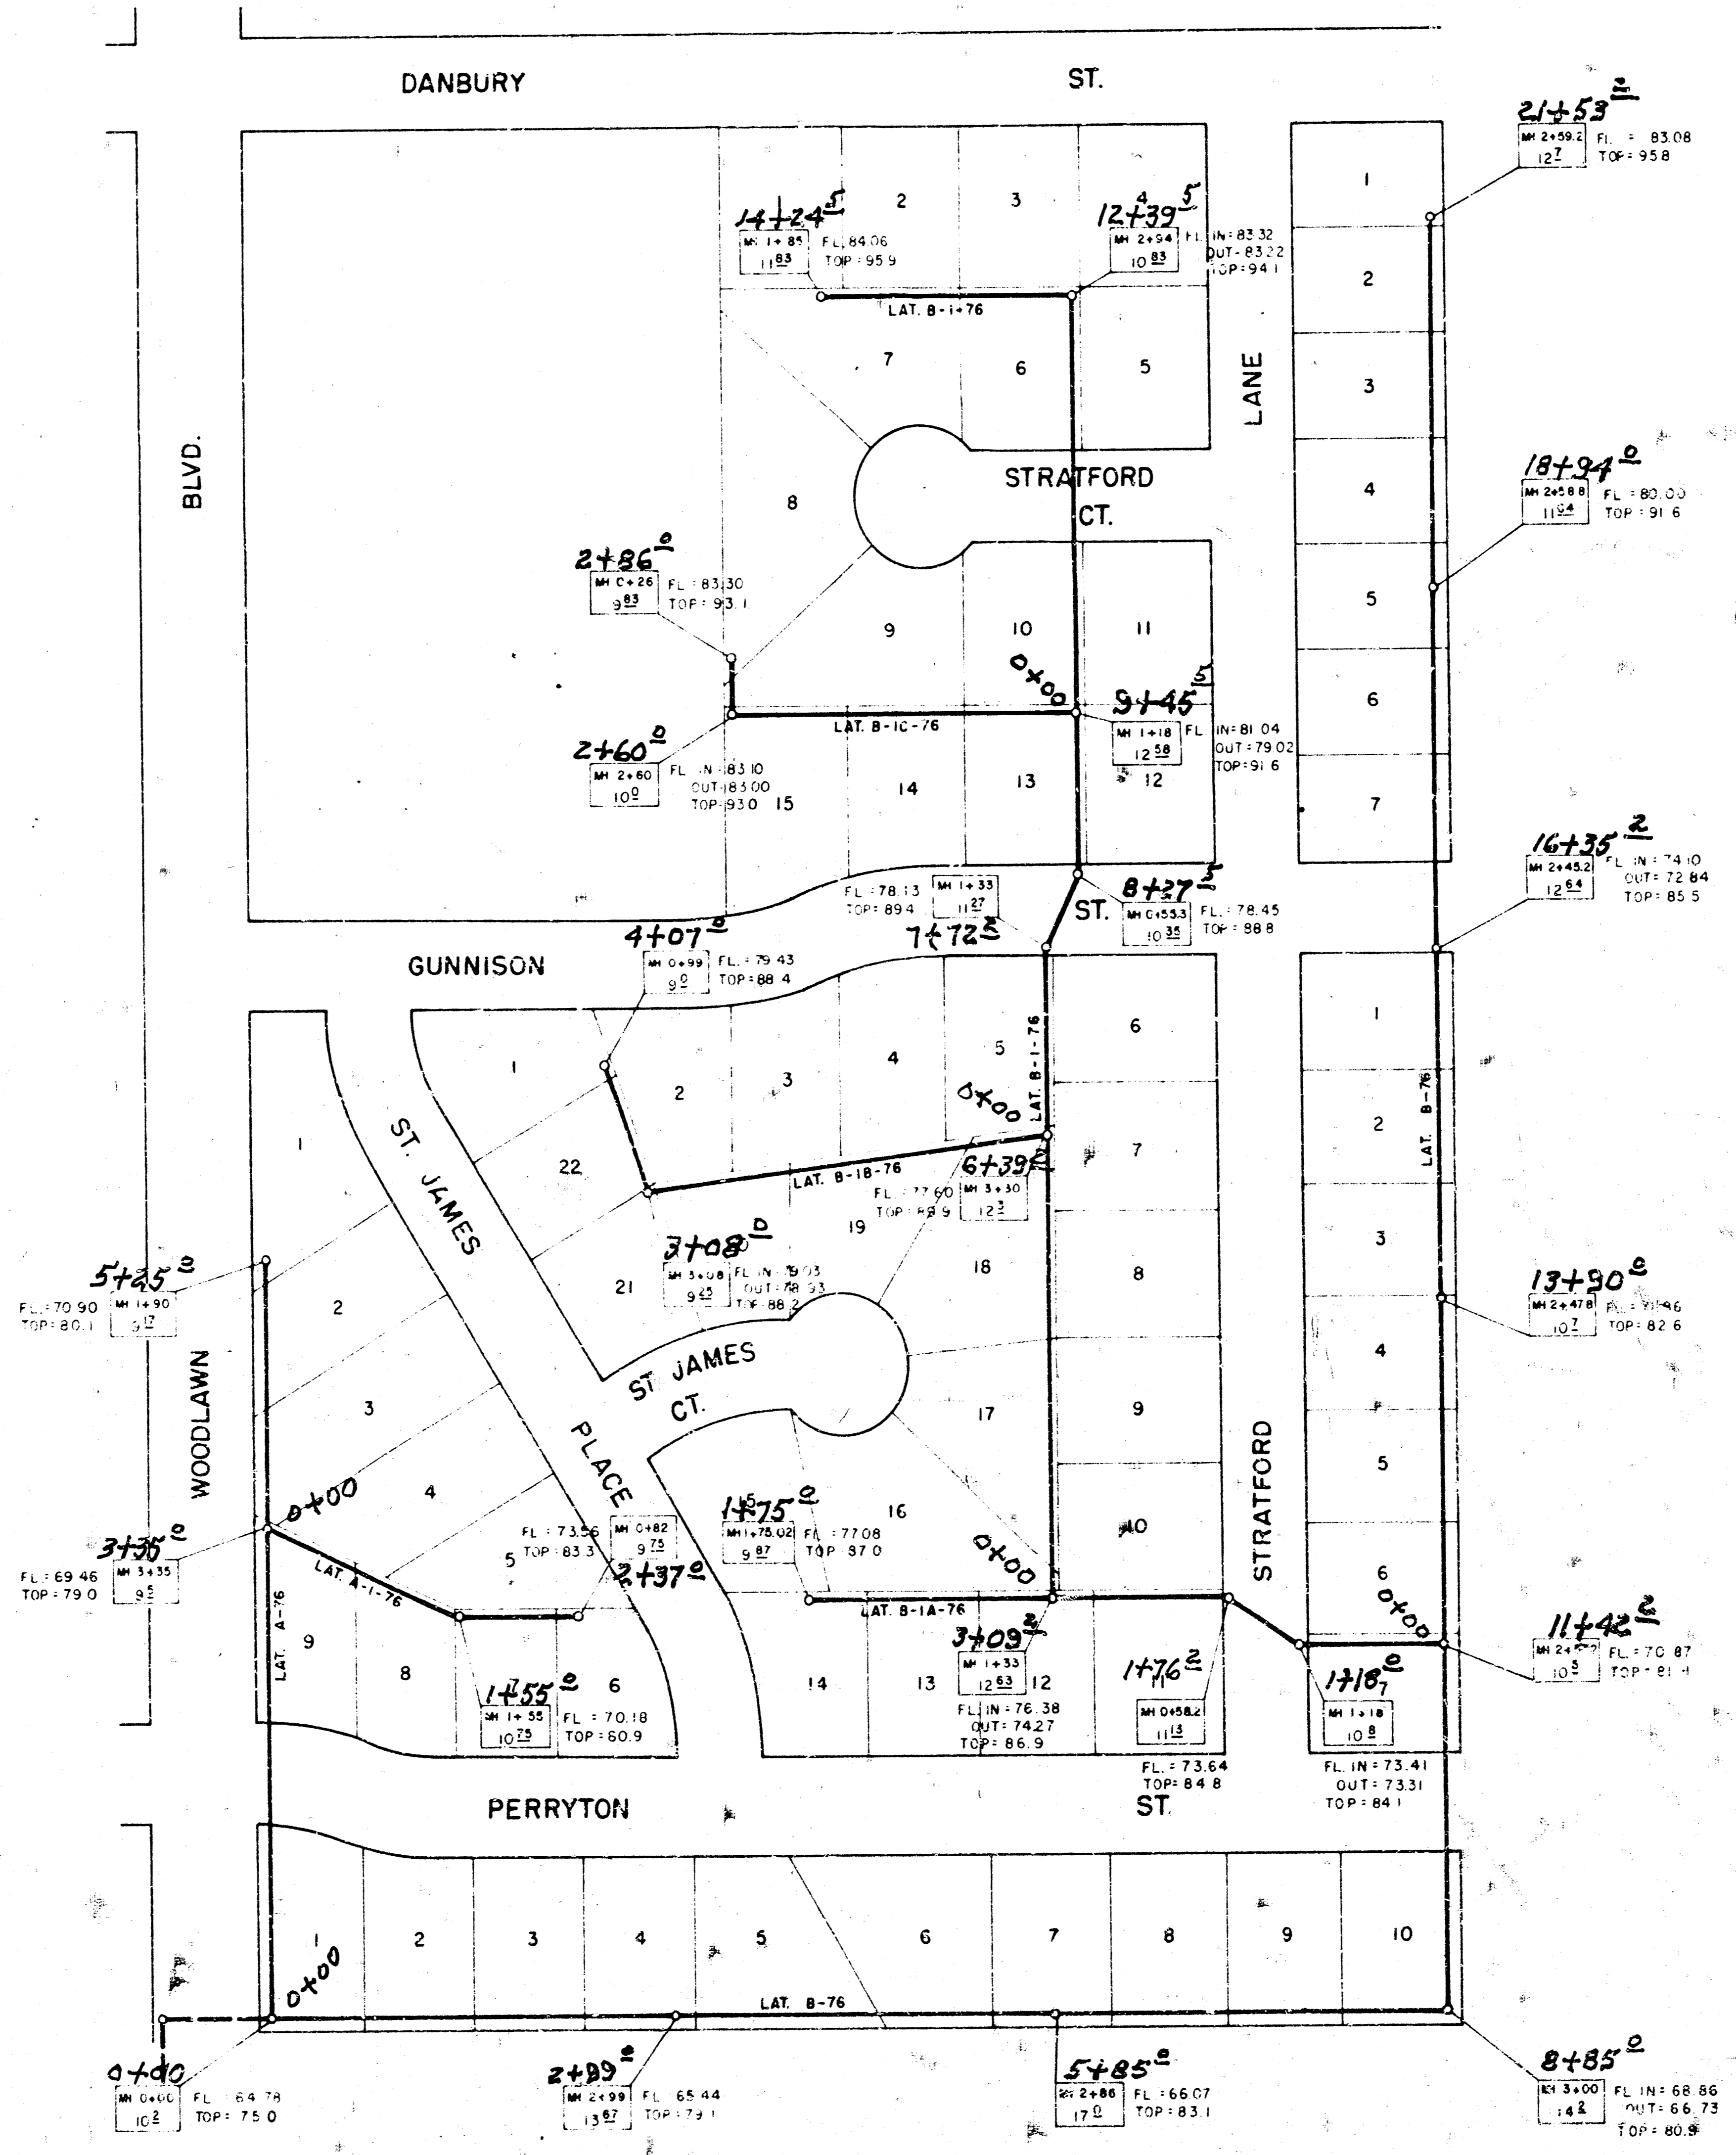 DANBURY ST.
21+53 2
MH 2+59.2
12 7
FL. = 83.08
TOP = 95.8
1
2
3
4
14+24 5
MH 1+85
11 83
FL. 84.06
TOP = 95.9
12+39 5
MH 2+94
10 83
FL. IN = 83.32
OUT - 83.22
TOP = 94.1
2
LAT. B-1-76
7
6
5
LANE
3
BLVD.
STRATFORD
CT.
8
4
18+94 0
MH 2+58.8
FL = 80.00
TOP = 91.6
2+86 0
MH 0+26
9 83
FL = 83.30
TOP = 93.1
5
9
10
11
0+00
9+45 5
MH 1+18
12 58
FL. IN = 81.04
OUT = 79.02
TOP = 91.6
6
LAT. B-1C-76
2+60 0
MH 2+60
10 0
FL. IN = 83.10
OUT = 83.00
TOP = 93.0
15
14
13
12
7
16+35 2
MH 2+45.2
12 64
FL. IN = 74.10
OUT = 72.84
TOP = 85.5
FL. = 78.13
TOP = 89.4
MH 1+33
11 27
7+72 5
ST.
8+27 5
MH 0+55.3
10 35
FL. = 78.45
TOP = 88.8
GUNNISON
4+07 0
MH 0+99
9 0
FL. = 79.43
TOP = 88.4
1
2
3
4
5
6
1
LAT. B-1-76
0+00
1
ST. JAMES
22
LAT. B-1B-76
6+39 5
FL. = 77.60
TOP = 89.9
MH 3+30
12 3
7
2
LAT. B-76
19
18
8
3
3+08 0
MH 3+08
9 25
FL. IN = 79.03
OUT = 78.93
TOP = 88.2
21
5+25 0
MH 1+90
9 17
FL. = 70.90
TOP = 80.1
2
13+90 0
MH 2+47.8
10 7
TOP = 82.6
ST. JAMES
CT.
4
WOODLAWN
3
PLACE
17
9
STRATFORD
5
0+00
4
1+75 0
MH 1+75.02
9 87
FL = 77.08
TOP = 87.0
16
10
0+00
3+35 0
MH 3+35
9 5
FL = 69.46
TOP = 79.0
LAT. A-1-76
FL = 73.56
TOP = 83.3
MH 0+82
9 75
5
2+37 0
6
0+00
LAT. B-1A-76
11+42 2
10 5
FL = 70.87
TOP = 81.4
LAT. A-76
9
8
7
6
1+55 0
MH 1+55
10 75
FL = 70.18
TOP = 80.9
14
13
12
3+09 2
MH 1+33
12 63
FL. IN = 76.38
OUT = 74.27
TOP = 86.9
11
1+76 2
MH 0+58.2
11 13
FL. = 73.64
TOP = 84.8
7
1+18 0
MH 1+18
10 8
FL. IN = 73.41
OUT = 73.31
TOP = 84.1
PERRYTON
ST.
1
2
3
4
5
6
7
8
9
10
0+00
LAT. B-76
0+00
MH 0+00
10 2
FL = 64.78
TOP = 75.0
2+99 0
MH 2+99
13 67
FL 65.44
TOP = 79.1
5+85 0
MH 2+86
17 0
FL = 66.07
TOP = 83.1
8+85 0
MH 3+00
14 2
FL IN = 68.86
OUT = 66.73
TOP = 80.9